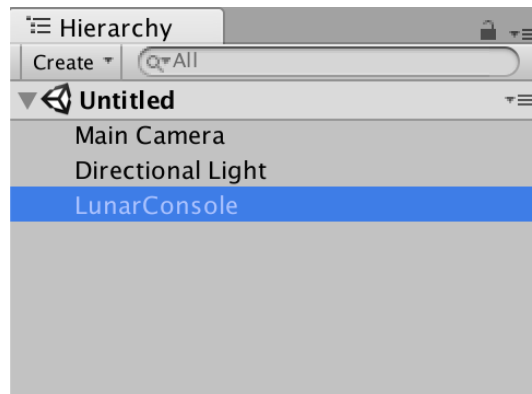 Hierarchy
Create All
Untitled
Main Camera
Directional Light
LunarConsole